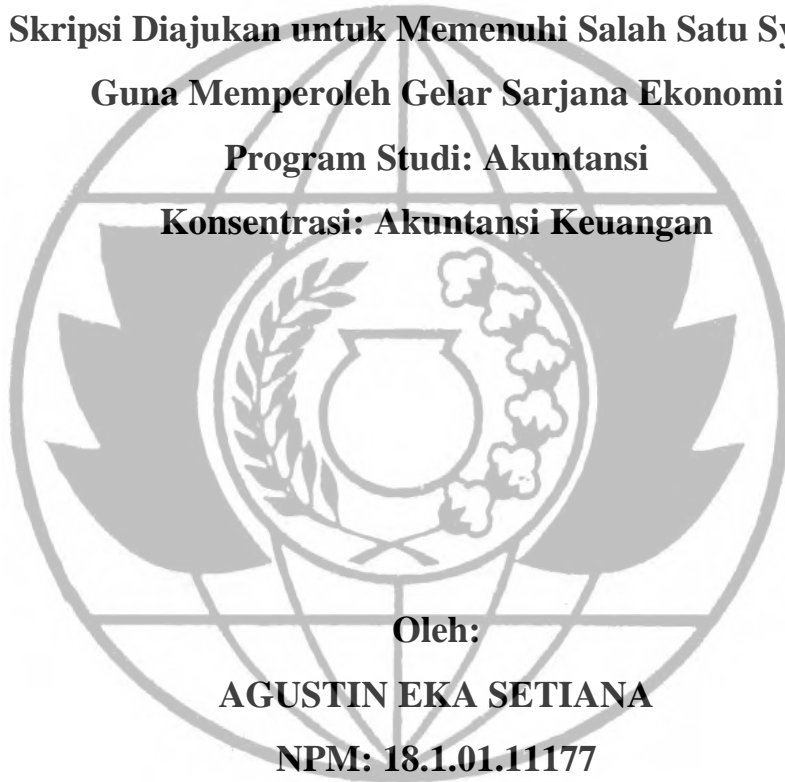 Skripsi Diajukan untuk Memenuhi Salah Satu
Guna Memperoleh Gelar Sarjana Ekonomi
Program Studi: Akuntansi
Konsentrasi: Akuntansi Keuangan
Oleh:
AGUSTIN EKA SETIANA
NPM: 18.1.01.11177